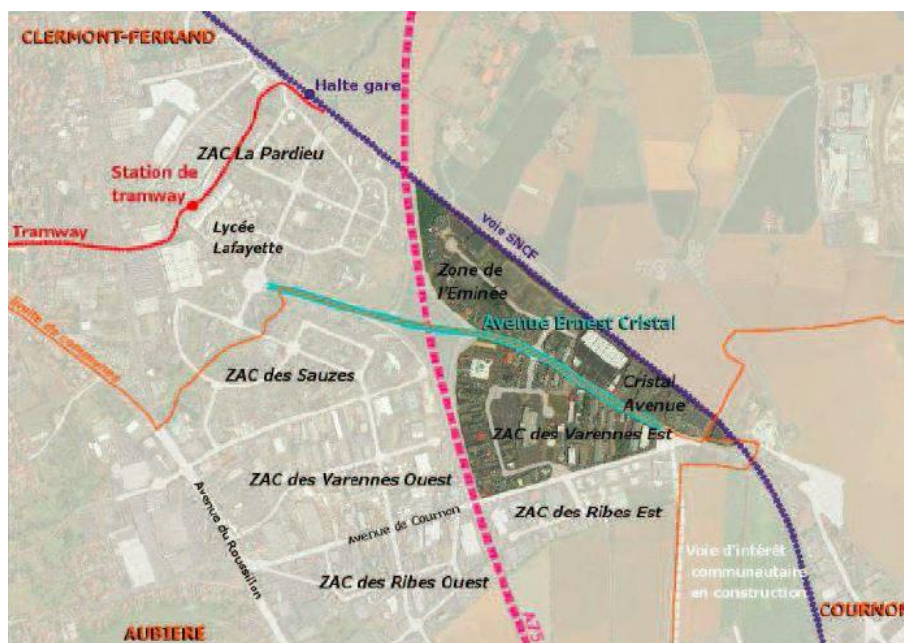 CLERMONT-FERRAND
Halte gare
ZAC La Pardieu
Station de
tramway
Tramway
Lycée
Lafayette
voie SNCF
Zone de
l'Eminée
Avenue Ernest Cristal
ZAC des Sauzes
Cristal
Avenue
ZAC des Varennes Est
ZAC des Varennes Ouest
Avenue du Roussillon
Avenue de Cournon
ZAC des Ribes Est
ZAC des Ribes Ouest
Voie d'intérêt
communautaire
en construction
A75
AUBIERE
COURNON